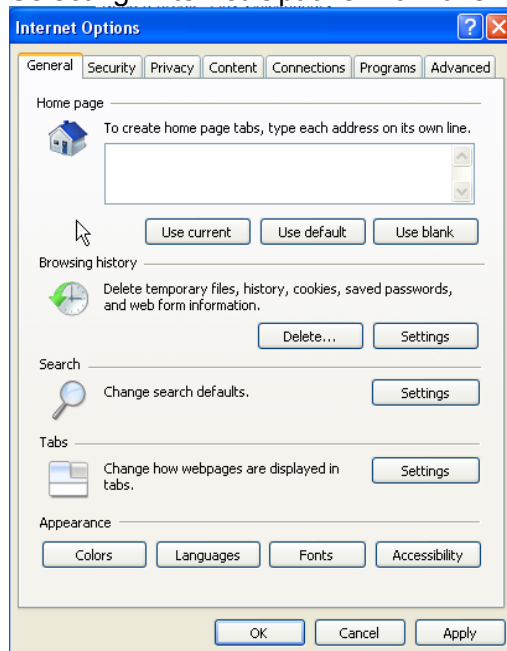 Internet Options
General Security Privacy Content Connections Programs Advanced
Home page
To create home page tabs, type each address on its own line.
Use current Use default Use blank
Browsing history
Delete temporary files, history, cookies, saved passwords,
and web form information.
Delete... Settings
Search
Change search defaults. Settings
Tabs
Change how webpages are displayed in
tabs.
Settings
Appearance
Colors Languages Fonts Accessibility
OK Cancel Apply